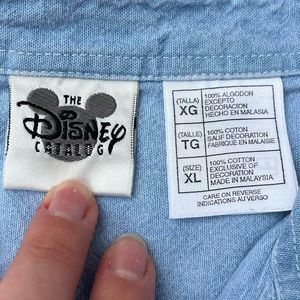 THE
DISNEY
CATALOG
(TALLA)
XG
100% ALGODON
EXCEPTO
DECORACION
HECHO EN MALASIA
(TAILLE)
TG
100% COTON
SAUF DECORATION
FABRIQUE EN MALAISIE
(SIZE)
XL
100% COTTON
EXCLUSIVE OF
DECORATION
MADE IN MALAYSIA
CARE ON REVERSE
INDICATIONS AU VERSO